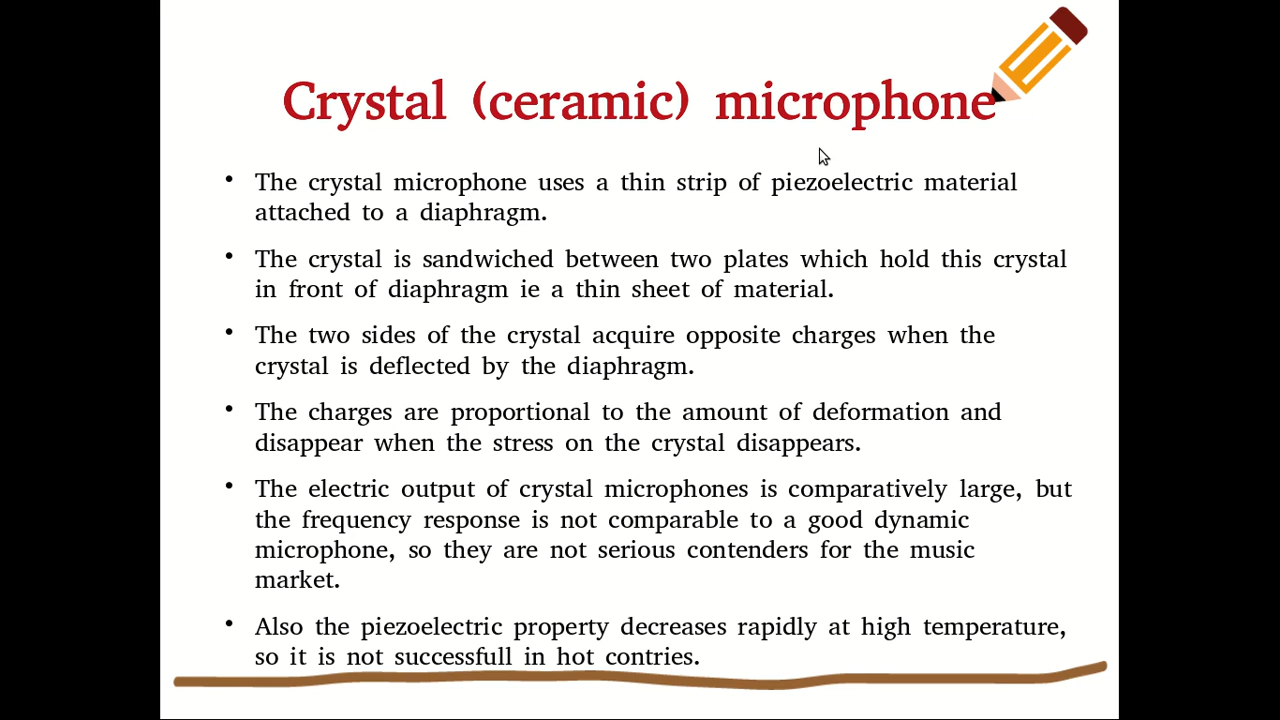 Crystal (ceramic) microphone
• The crystal microphone uses a thin strip of piezoelectric material
attached to a diaphragm.
• The crystal is sandwiched between two plates which hold this crystal
in front of diaphragm ie a thin sheet of material.
• The two sides of the crystal acquire opposite charges when the
crystal is deflected by the diaphragm.
• The charges are proportional to the amount of deformation and
disappear when the stress on the crystal disappears.
• The electric output of crystal microphones is comparatively large, but
the frequency response is not comparable to a good dynamic
microphone, so they are not serious contenders for the music
market.
• Also the piezoelectric property decreases rapidly at high temperature,
so it is not successfull in hot contries.